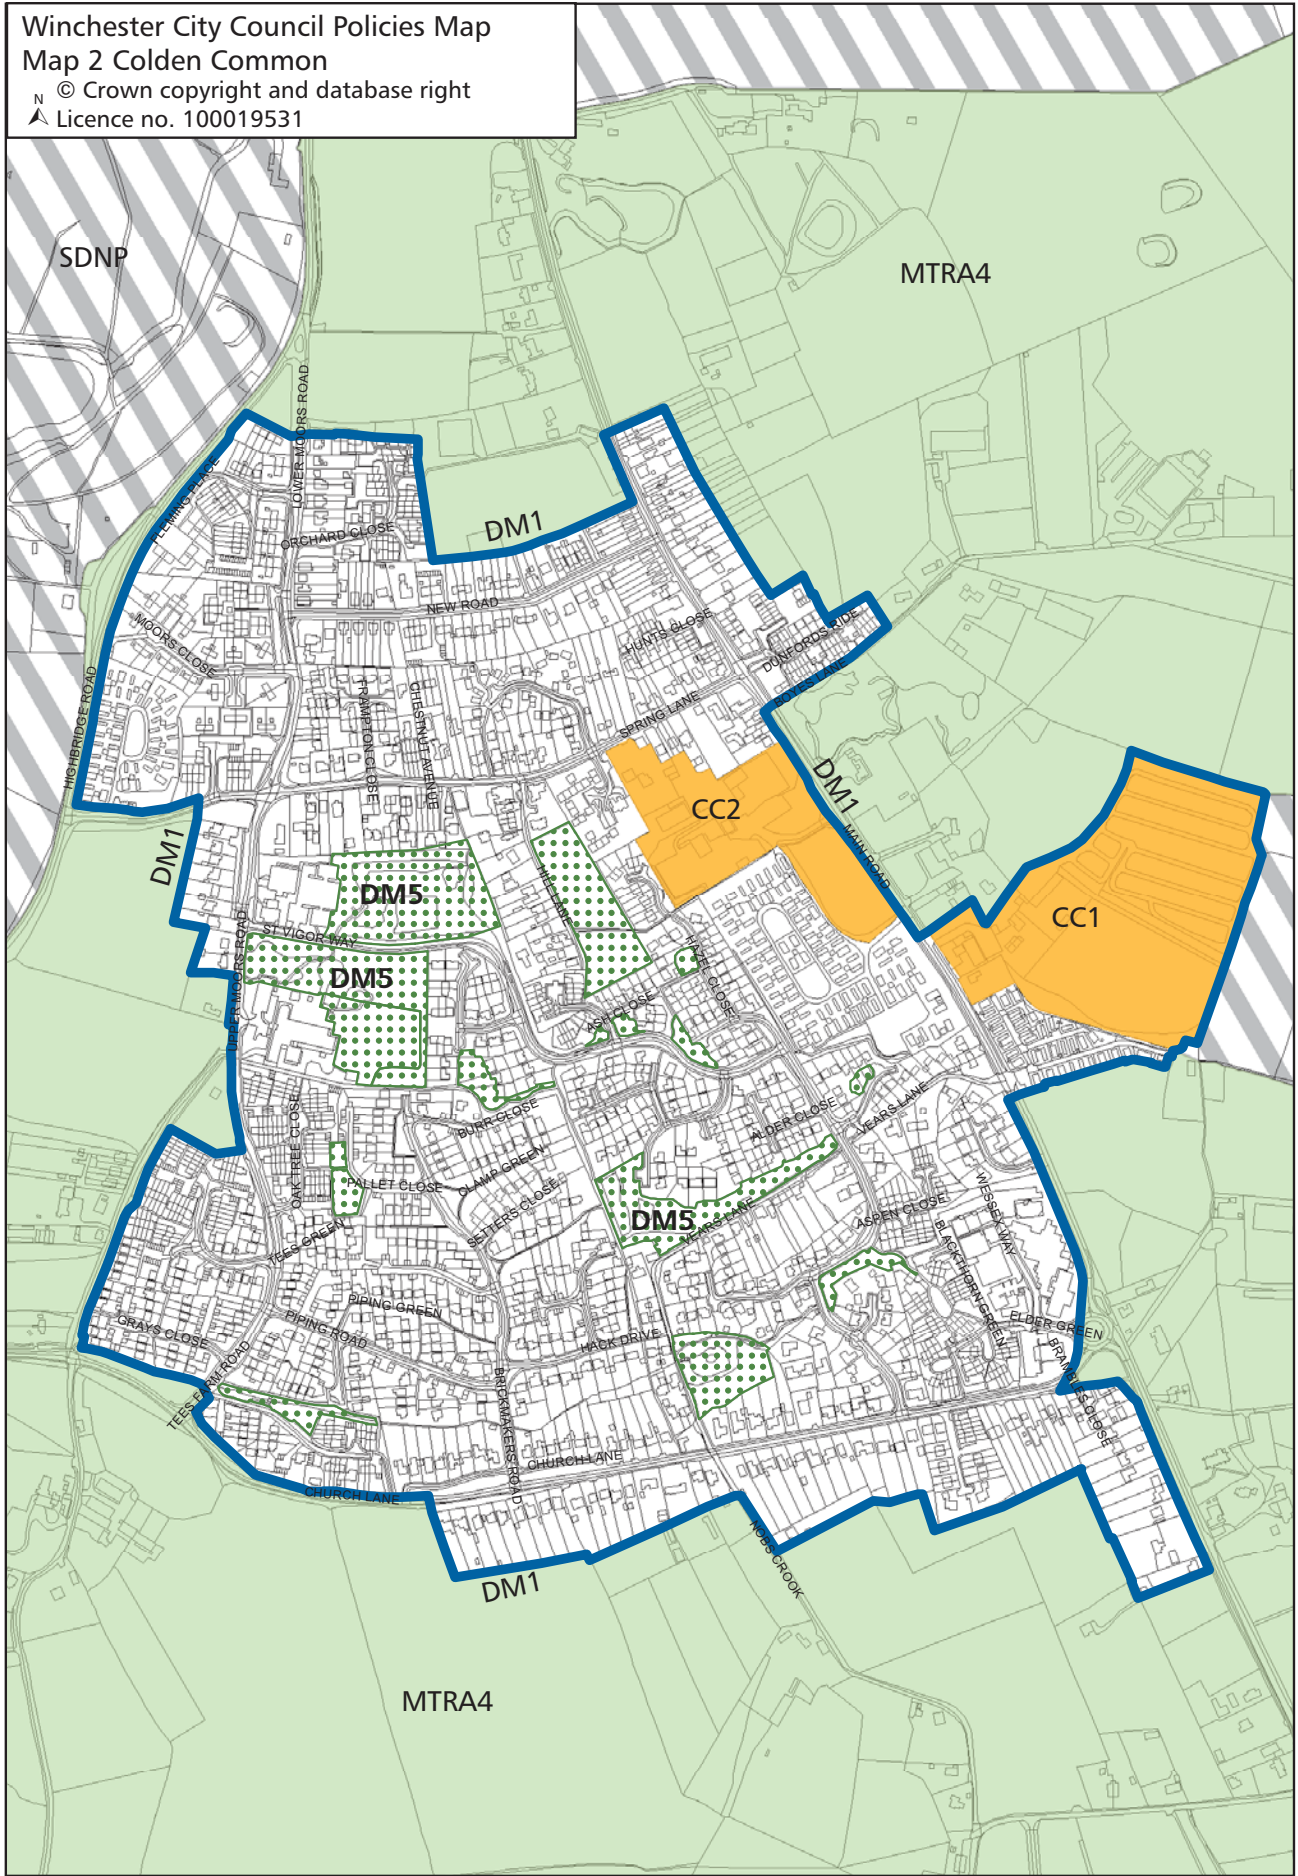 Winchester City Council Policies Map
Map 2 Colden Common
N © Crown copyright and database right
Licence no. 100019531
SDNP
MTRA4
LOWER MOORS ROAD
FLEMING PLACE
ORCHARD CLOSE
DM1
NEW ROAD
HUNTS CLOSE
DUNFORDS RIDE
MOORS CLOSE
BOYES LANE
HIGHBRIDGE ROAD
FRAMPTON CLOSE
CHESTNUT AVENUE
SPRING LANE
DM1
CC2
DM1
MAIN ROAD
DM5
HILL LANE
CC1
ST VIGOR WAY
UPPER MOORS ROAD
DM5
HAZEL CLOSE
ASH CLOSE
BURR CLOSE
ALDER CLOSE
VEARS LANE
OAK TREE CLOSE
PALLET CLOSE
CLAMP GREEN
SETTERS CLOSE
DM5
VEARS LANE
ASPEN CLOSE
WESSEX WAY
BLACKTHORN GREEN
TEES GREEN
PIPING GREEN
PIPING ROAD
GRAYS CLOSE
HACK DRIVE
ELDER GREEN
BRAMBLES CLOSE
TEES FARM ROAD
BRICKMAKERS ROAD
CHURCH LANE
CHURCH LANE
NOBS CROOK
DM1
MTRA4